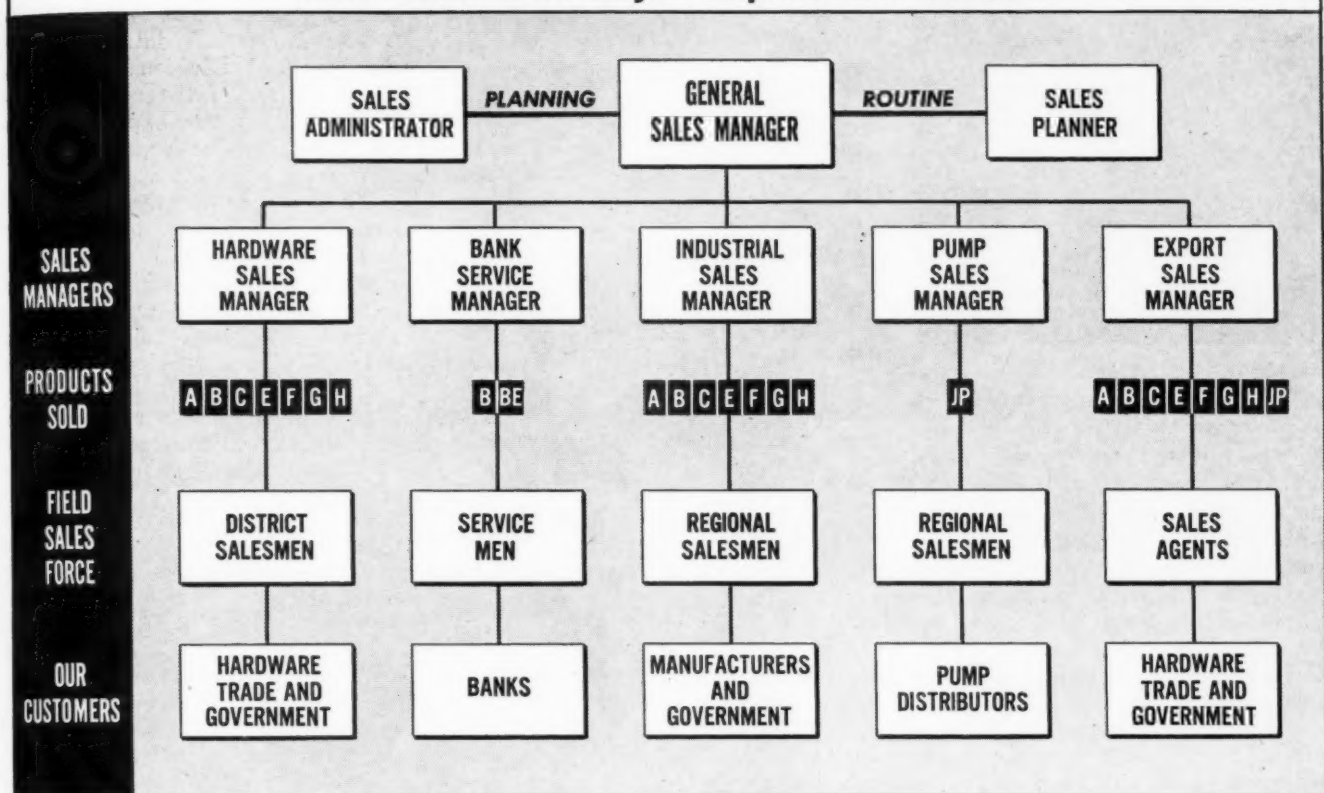 SALES
ADMINISTRATOR
PLANNING
GENERAL
SALES MANAGER
ROUTINE
SALES
PLANNER
SALES
MANAGERS
HARDWARE
SALES
MANAGER
BANK
SERVICE
MANAGER
INDUSTRIAL
SALES
MANAGER
PUMP
SALES
MANAGER
EXPORT
SALES
MANAGER
PRODUCTS
SOLD
A B C E F G H
B BE
A B C E F G H
JP
A B C E F G H JP
FIELD
SALES
FORCE
DISTRICT
SALESMEN
SERVICE
MEN
REGIONAL
SALESMEN
REGIONAL
SALESMEN
SALES
AGENTS
OUR
CUSTOMERS
HARDWARE
TRADE AND
GOVERNMENT
BANKS
MANUFACTURERS
AND
GOVERNMENT
PUMP
DISTRIBUTORS
HARDWARE
TRADE AND
GOVERNMENT